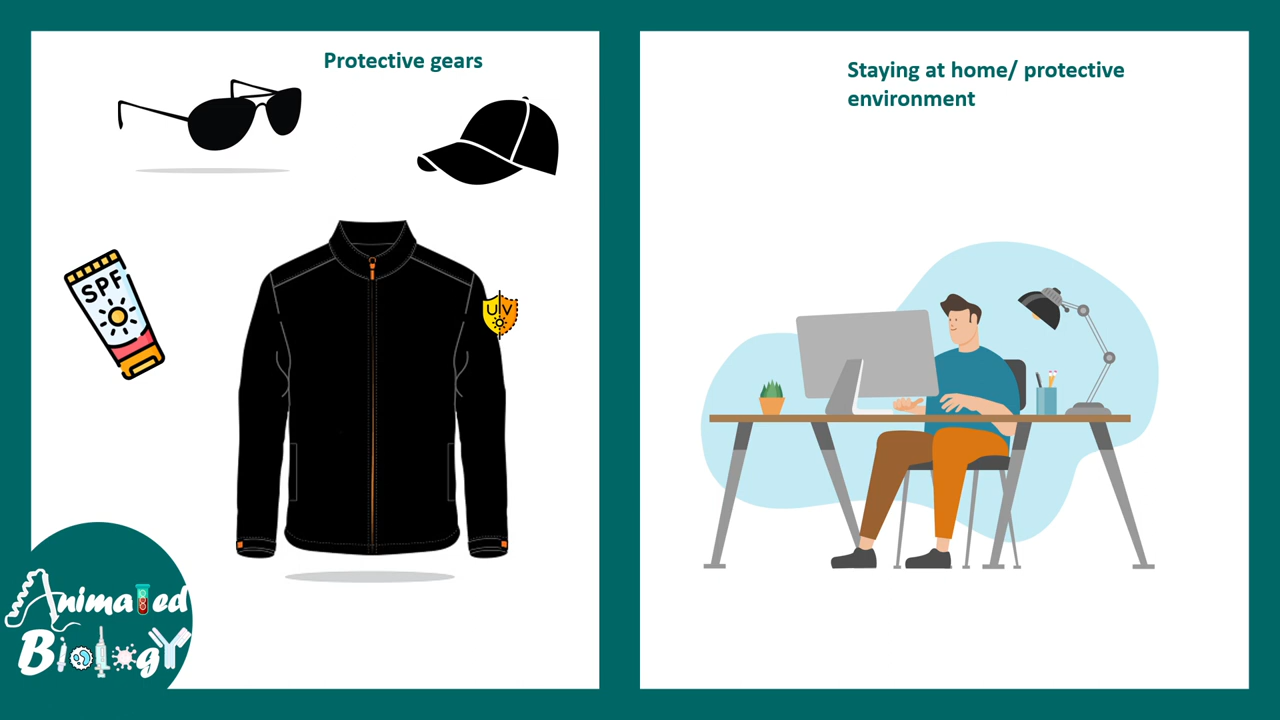 Protective gears
SPF
UV
Staying at home/ protective
environment
Animated
Biology